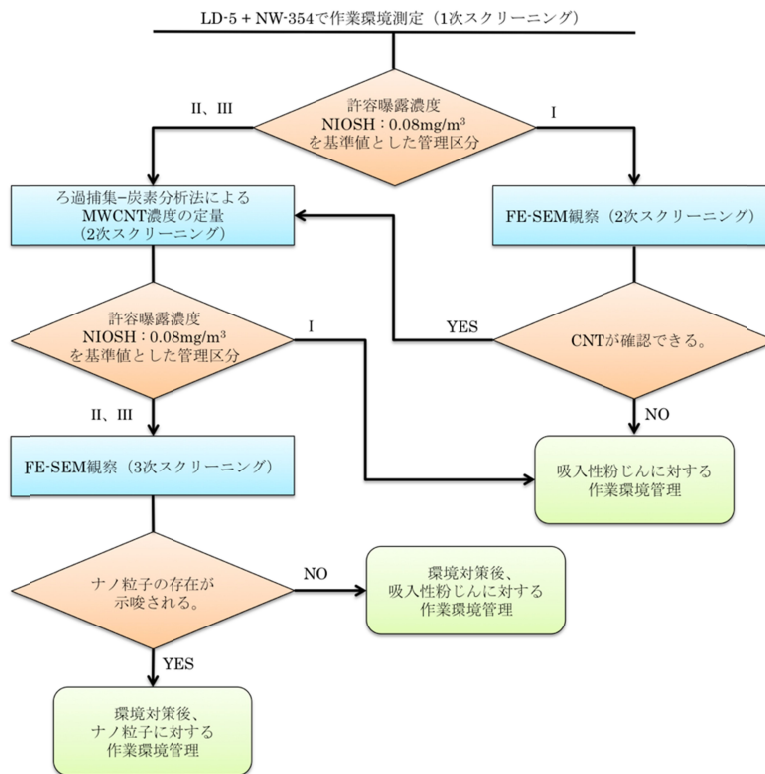 LD-5 + NW-354で作業環境測定（1次スクリーニング）
許容曝露濃度
NIOSH：0.08mg/m³
を基準値とした管理区分
II、III
I
ろ過捕集−炭素分析法による
MWCNT濃度の定量
（2次スクリーニング）
FE-SEM観察（2次スクリーニング）
許容曝露濃度
NIOSH：0.08mg/m³
を基準値とした管理区分
I
YES
CNTが確認できる。
II、III
NO
FE-SEM観察（3次スクリーニング）
吸入性粉じんに対する
作業環境管理
ナノ粒子の存在が
示唆される。
NO
環境対策後、
吸入性粉じんに対する
作業環境管理
YES
環境対策後、
ナノ粒子に対する
作業環境管理